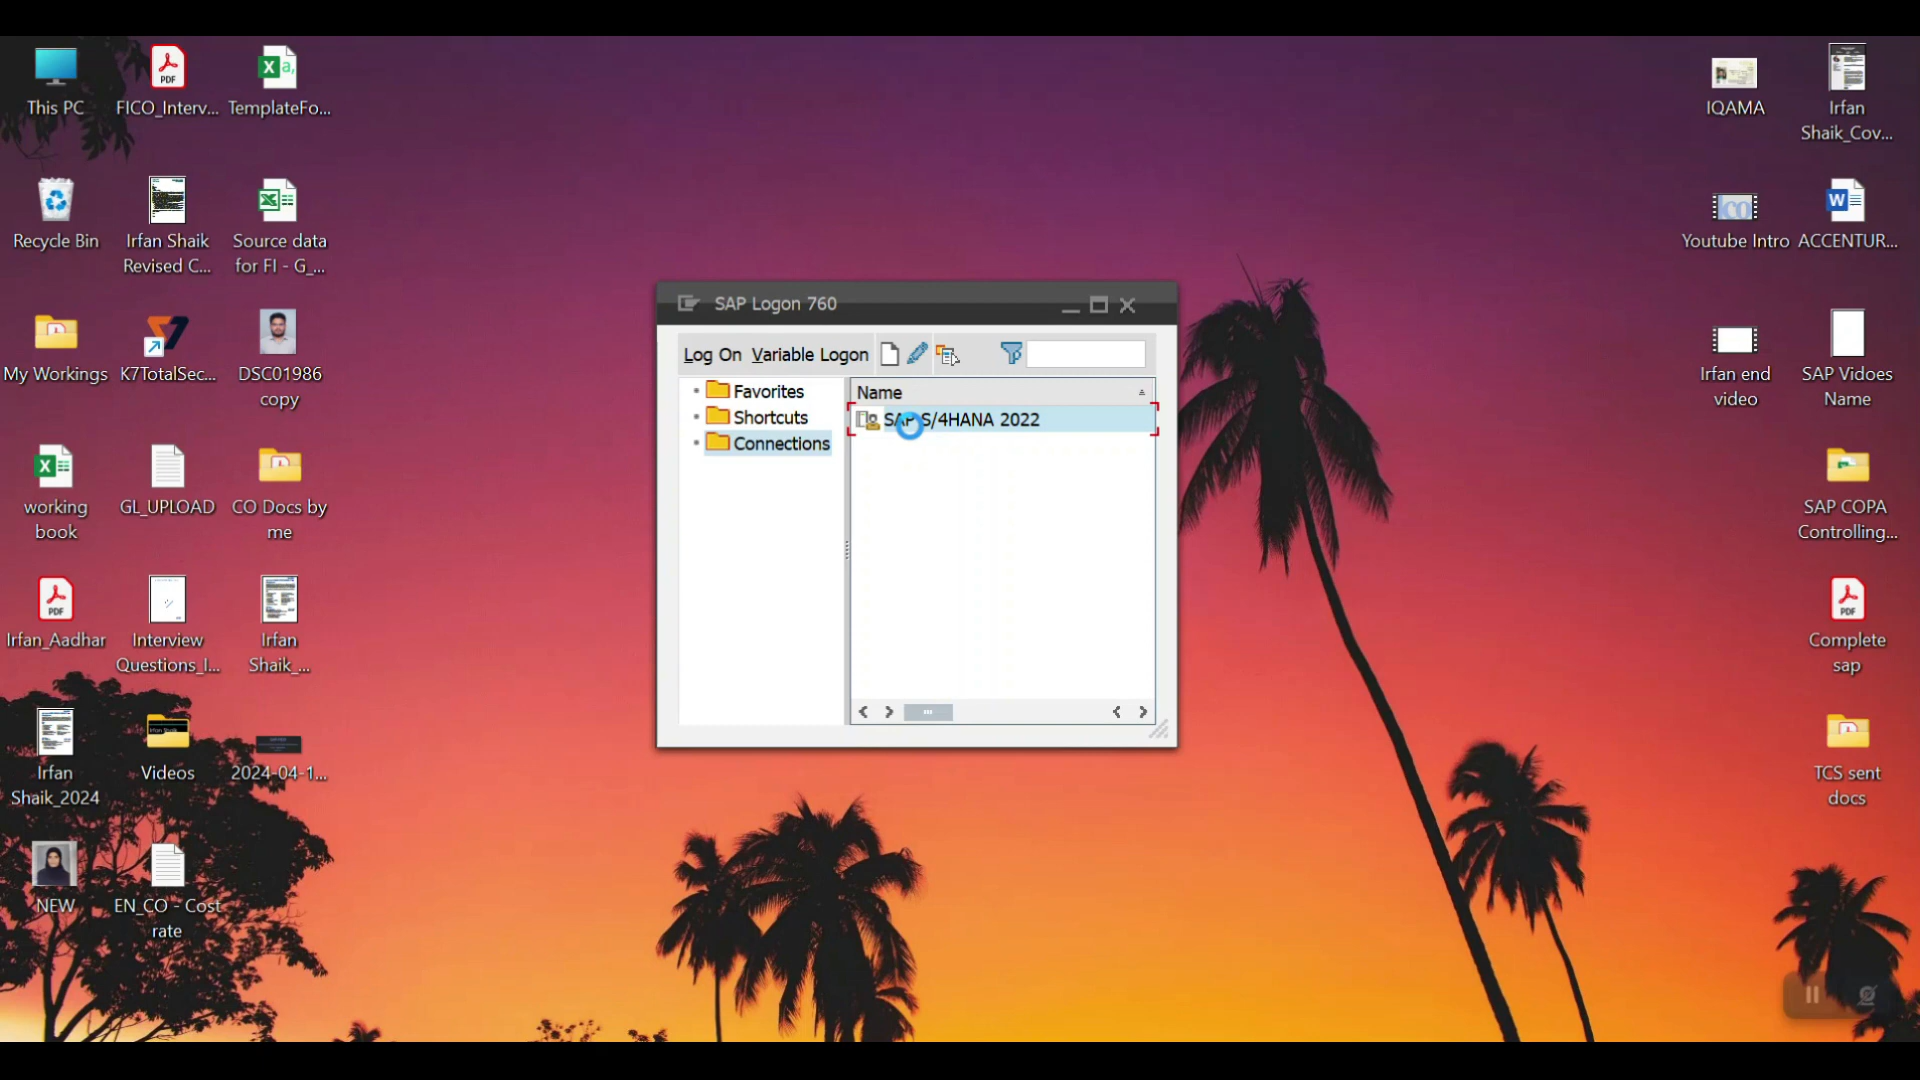 This PC
FICO_Interv...
TemplateFo...
Recycle Bin
Irfan Shaik
Revised C...
Source data
for FI - G_...
My Workings
K7TotalSec...
DSC01986
copy
working
book
GL_UPLOAD
CO Docs by
me
Irfan_Aadhar
Interview
Questions_I...
Irfan
Shaik_...
Irfan
Shaik_2024
Videos
2024-04-1...
NEW
EN_CO - Cost
rate
SAP Logon 760
Log On
Variable Logon
Favorites
Shortcuts
Connections
Name
SAP S/4HANA 2022
IQAMA
Irfan
Shaik_Cov...
Youtube Intro
ACCENTUR...
Irfan end
video
SAP Vidoes
Name
SAP COPA
Controlling...
Complete
sap
TCS sent
docs